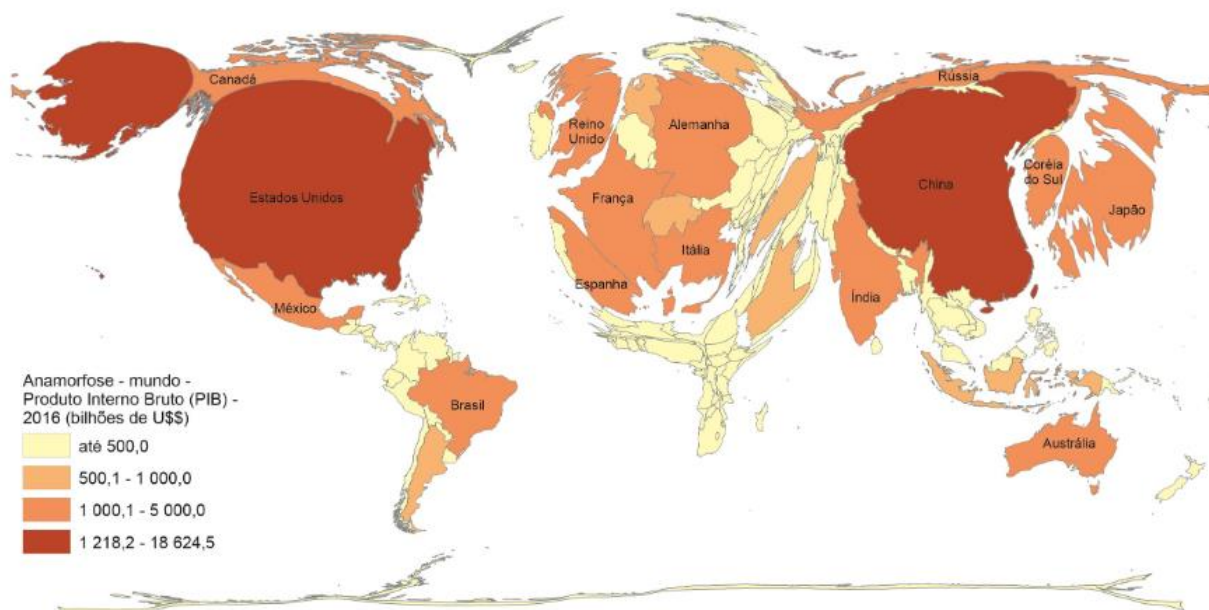 Canadá
Rússia
Reino
Unido
Alemanha
Estados Unidos
França
China
Coréia
do Sul
Japão
Itália
Espanha
México
Índia
Anamorfose - mundo -
Produto Interno Bruto (PIB) -
2016 (bilhões de U$$)
até 500,0
500,1 - 1 000,0
1 000,1 - 5 000,0
1 218,2 - 18 624,5
Brasil
Austrália